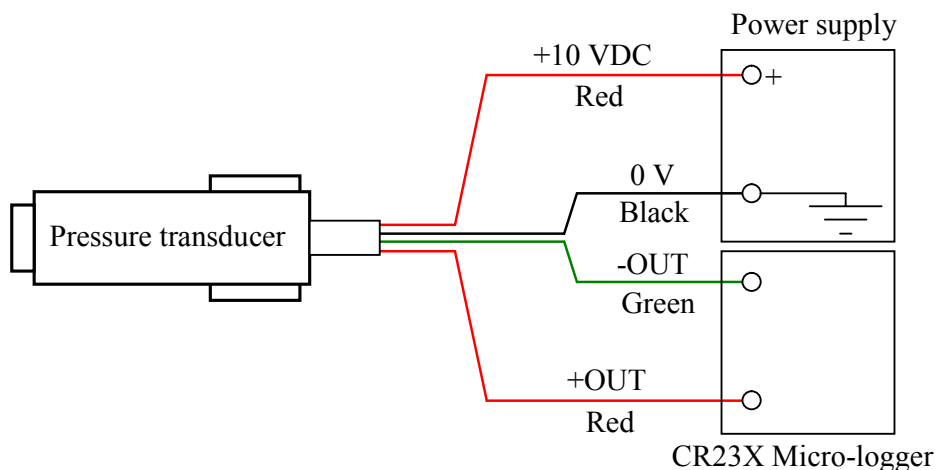 Power supply
+10 VDC
+
Red
0 V
Black
Pressure transducer
-OUT
Green
+OUT
Red
CR23X Micro-logger